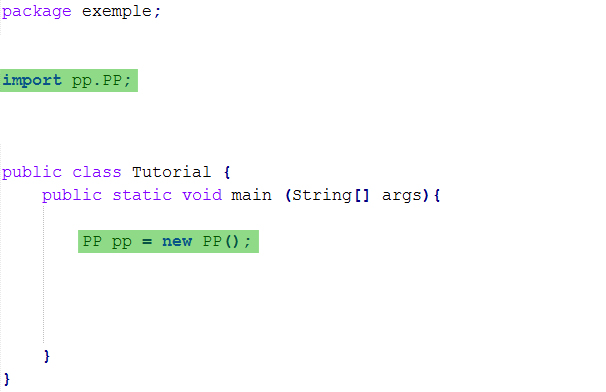 package exemple;
import pp.PP;
public class Tutorial {
public static void main (String[] args){
PP pp = new PP();
}
}